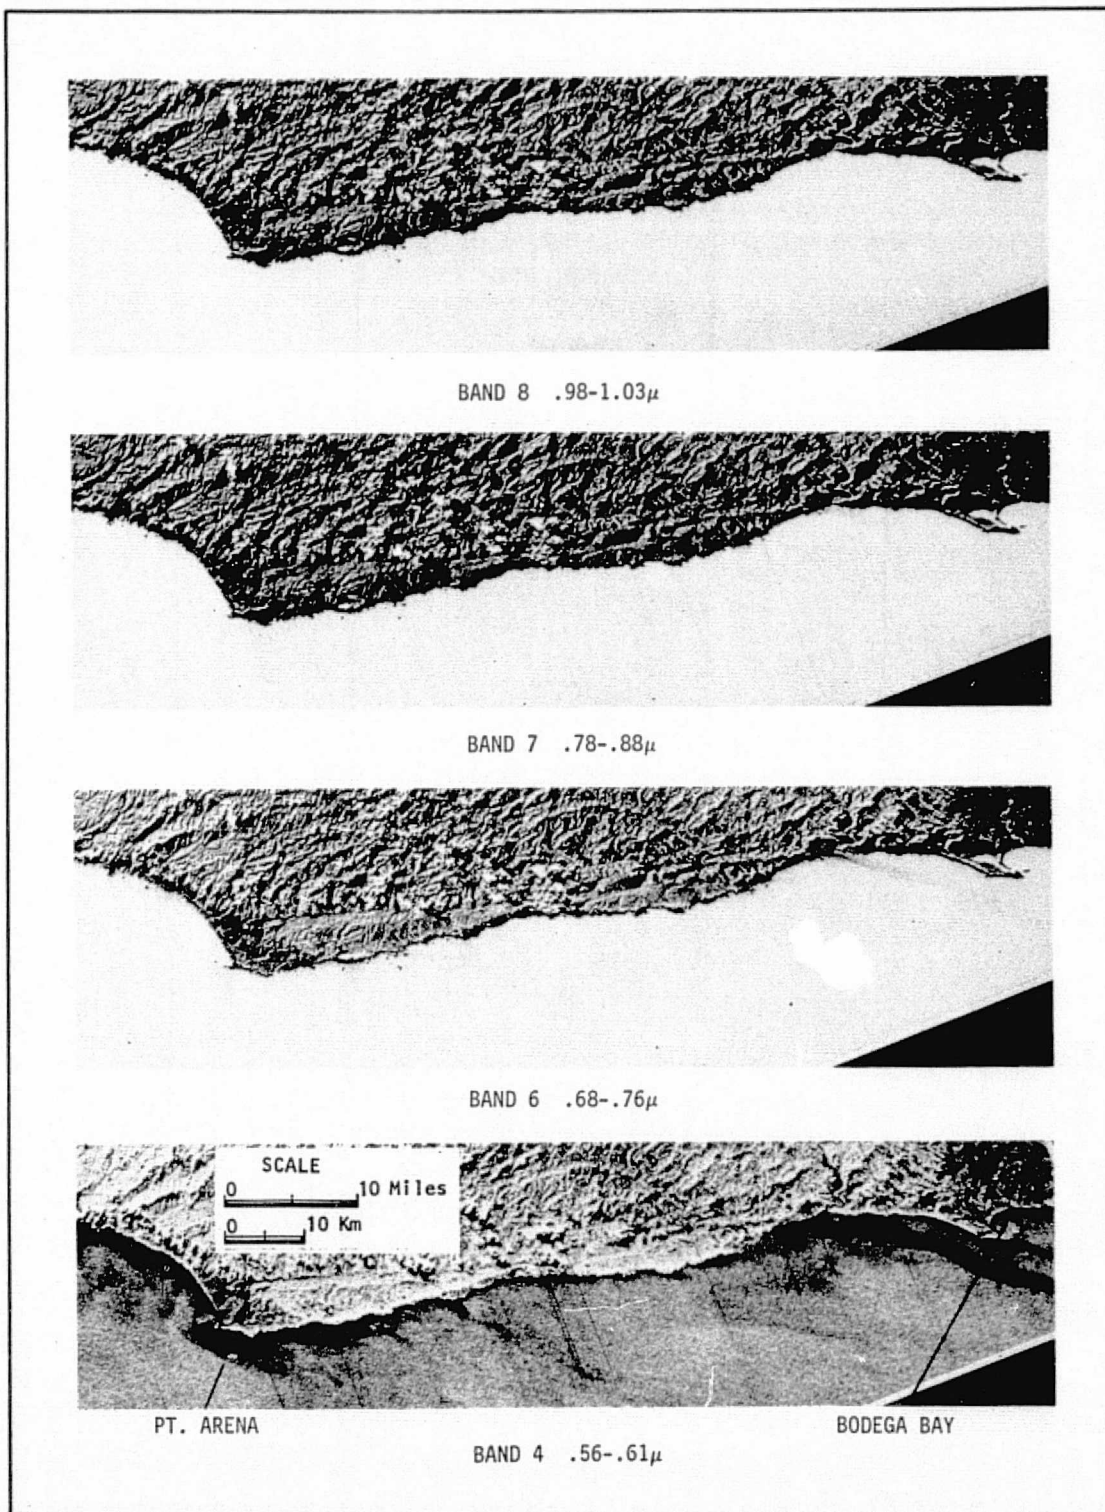 BAND 8 .98-1.03μ
BAND 7 .78-.88μ
BAND 6 .68-.76μ
SCALE
0 10 Miles
0 10 Km
PT. ARENA
BODEGA BAY
BAND 4 .56-.61μ